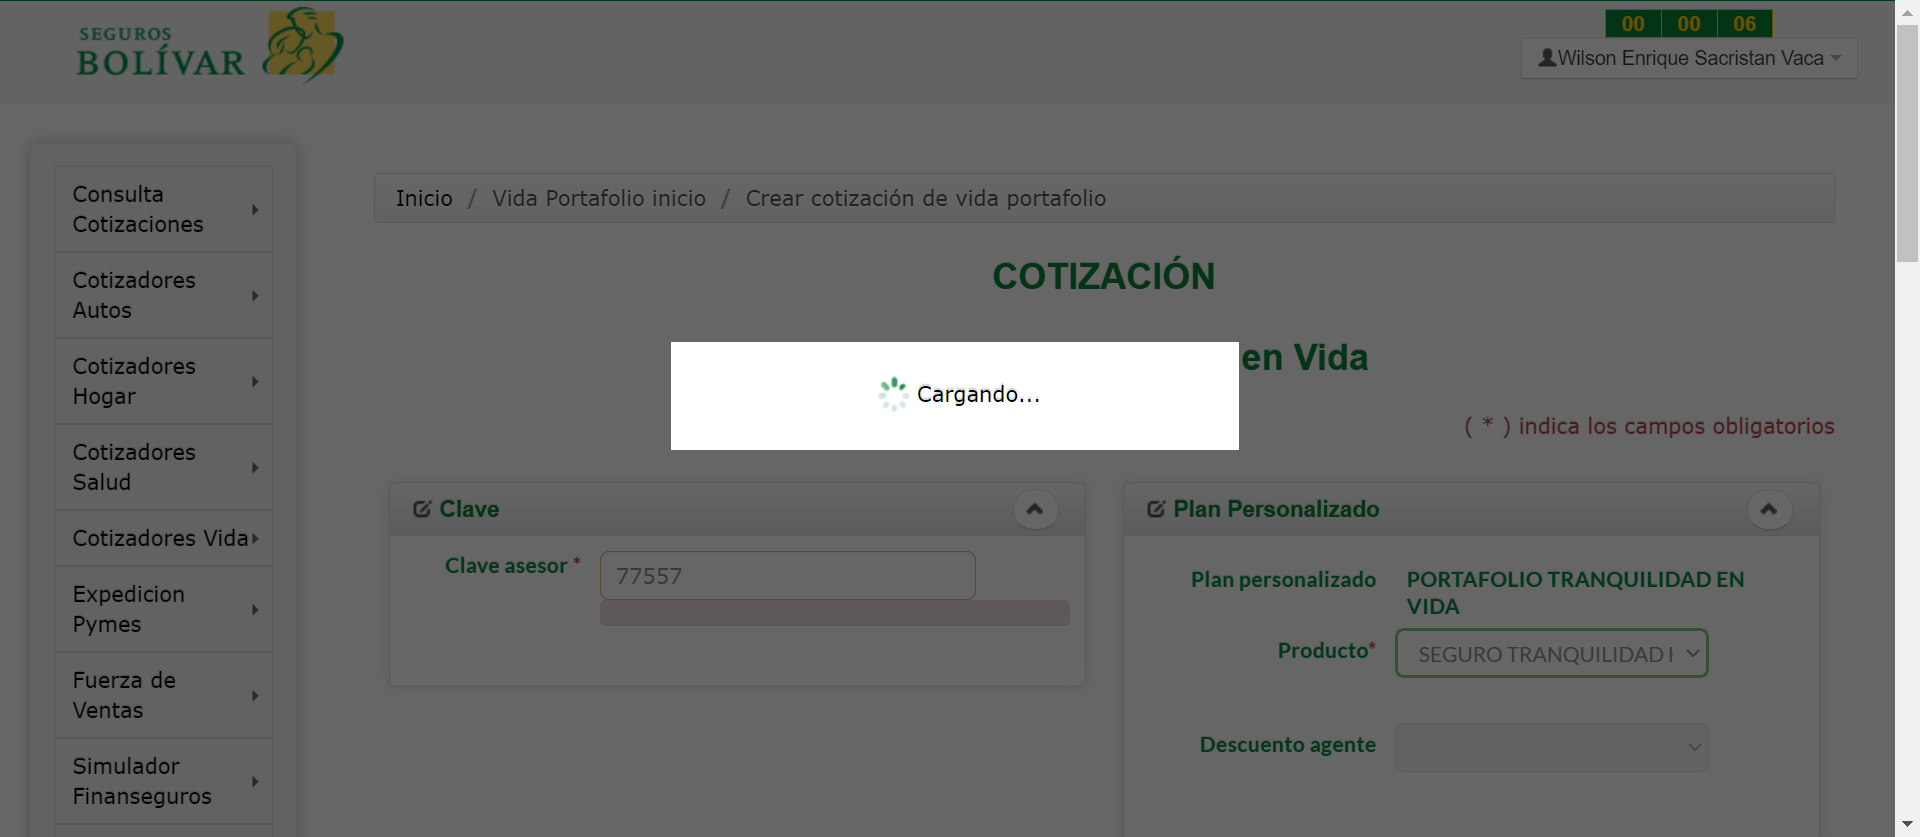 SEGUROS
BOLÍVAR
00 00 06
Wilson Enrique Sacristan Vaca
Consulta
Cotizaciones
Cotizadores
Autos
Cotizadores
Hogar
Cotizadores
Salud
Cotizadores Vida
Expedicion
Pymes
Fuerza de
Ventas
Simulador
Finanseguros
Inicio / Vida Portafolio inicio / Crear cotización de vida portafolio
COTIZACIÓN
en Vida
Cargando...
( * ) indica los campos obligatorios
Clave
Clave asesor *
77557
Plan Personalizado
Plan personalizado
PORTAFOLIO TRANQUILIDAD EN
VIDA
Producto*
SEGURO TRANQUILIDAD
Descuento agente